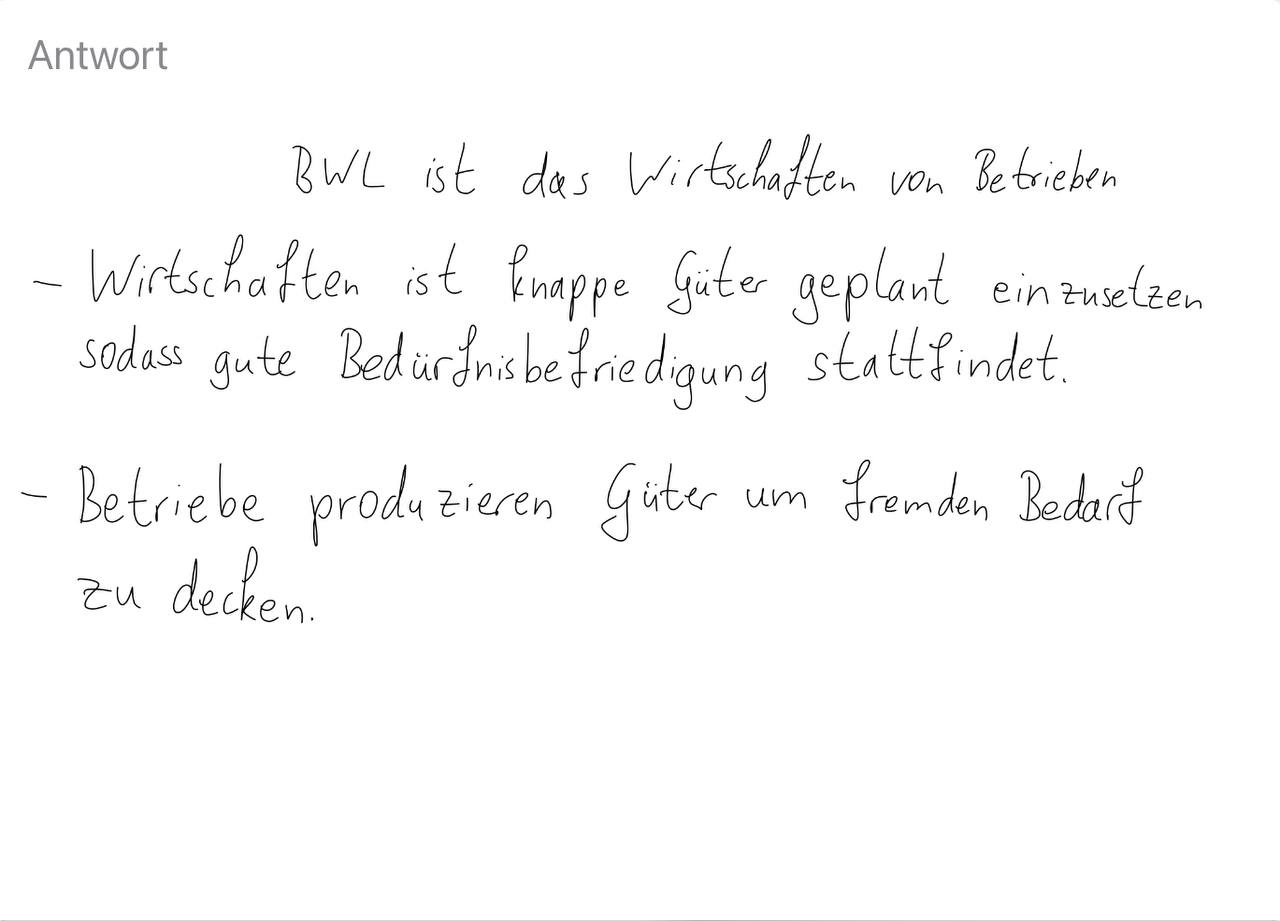 Antwort
BWL ist das Wirtschaften von Betrieben
- Wirtschaften ist knappe Güter geplant einzusetzen
sodass gute Bedürfnisbefriedigung stattfindet.
- Betriebe produzieren Güter um fremden Bedarf
zu decken.